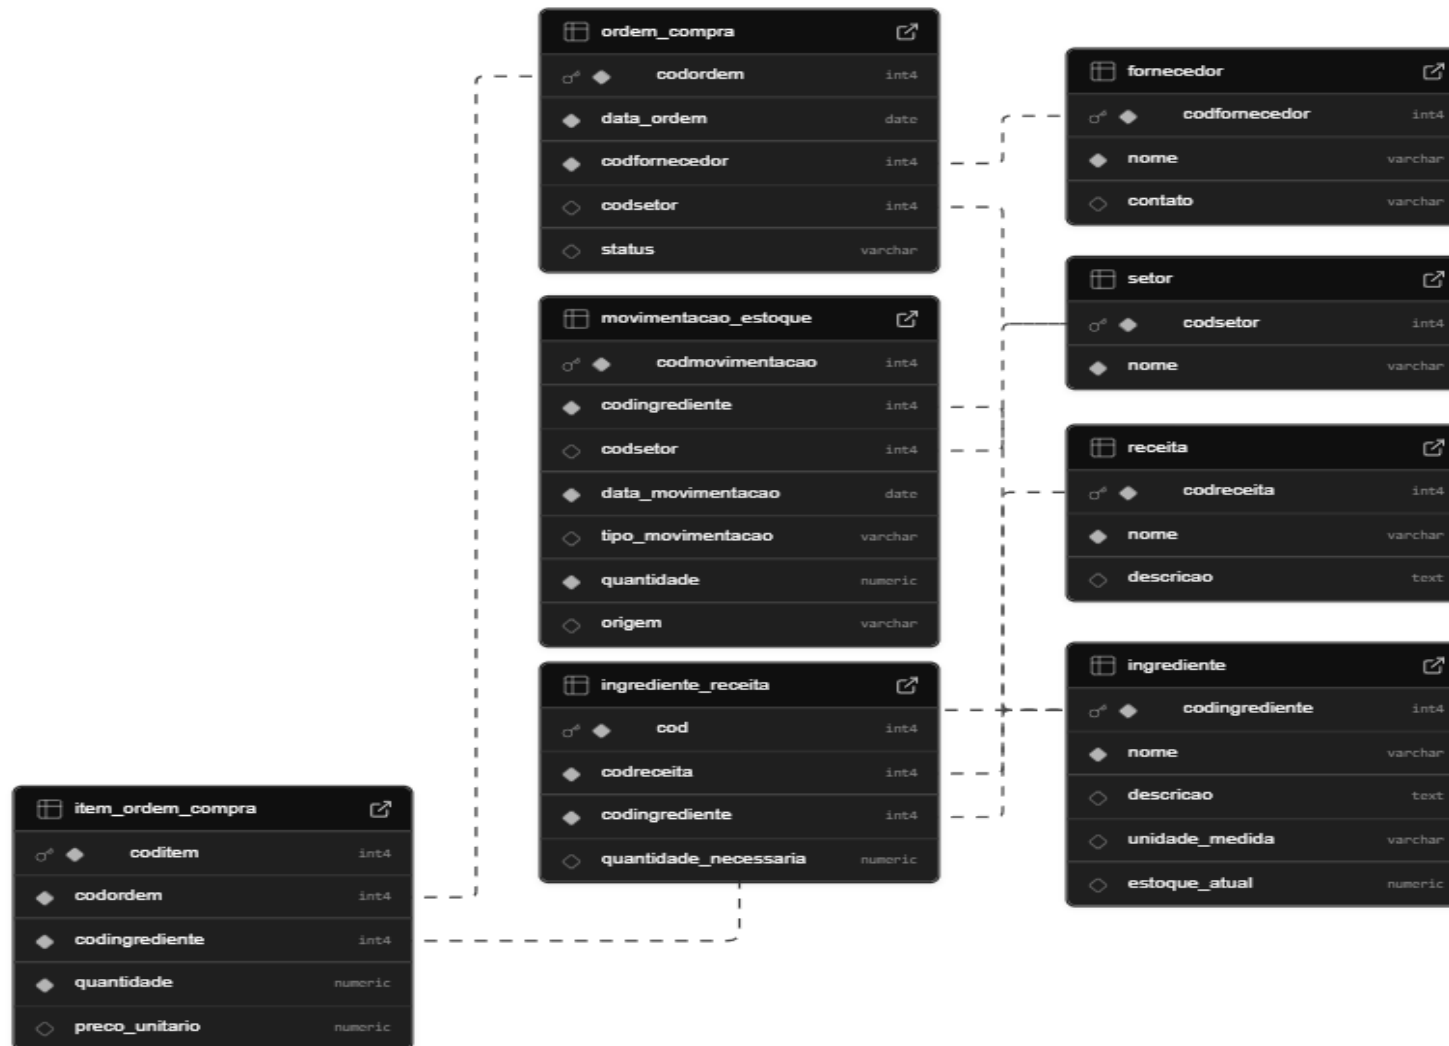 ordem_compra
codordem int4
data_ordem date
codfornecedor int4
codsetor int4
status varchar
movimentacao_estoque
codmovimentacao int4
codingrediente int4
codsetor int4
data_movimentacao date
tipo_movimentacao varchar
quantidade numeric
origem varchar
ingrediente_receita
cod int4
codreceita int4
codingrediente int4
quantidade_necessaria numeric
fornecedor
codfornecedor int4
nome varchar
contato varchar
setor
codsetor int4
nome varchar
receita
codreceita int4
nome varchar
descricao text
ingrediente
codingrediente int4
nome varchar
descricao text
unidade_medida varchar
estoque_atual numeric
item_ordem_compra
coditem int4
codordem int4
codingrediente int4
quantidade numeric
preco_unitario numeric